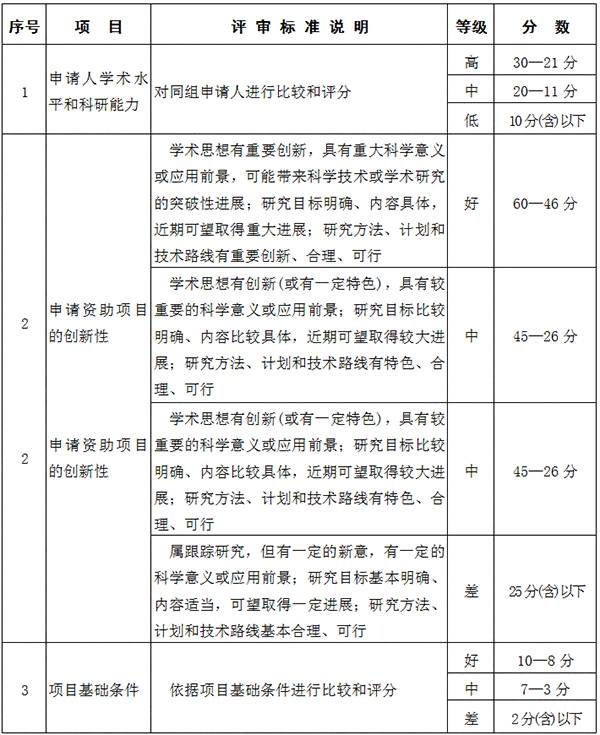 序号 项 目 评 审 标 准 说 明 等级 分 数
1 申请人学术水平和科研能力 对同组申请人进行比较和评分 高 30—21 分
中 20—11 分
低 10分(含)以下
2 申请资助项目的创新性
学术思想有重要创新，具有重大科学意义
或应用前景，可能带来科学技术或学术研究
的突破性进展；研究目标明确、内容具体，
近期可望取得重大进展；研究方法、计划和
技术路线有重要创新、合理、可行
好 60—46 分
学术思想有创新(或有一定特色)，具有较
重要的科学意义或应用前景；研究目标比较
明确、内容比较具体，近期可望取得较大进
展；研究方法、计划和技术路线有特色、合
理、可行
中 45—26 分
2 申请资助项目的创新性
学术思想有创新(或有一定特色)，具有较
重要的科学意义或应用前景；研究目标比较
明确、内容比较具体，近期可望取得较大进
展；研究方法、计划和技术路线有特色、合
理、可行
中 45—26 分
属跟踪研究，但有一定的新意，有一定的
科学意义或应用前景；研究目标基本明确、
内容适当，可望取得一定进展；研究方法、
计划和技术路线基本合理、可行
差 25分(含)以下
3 项目基础条件 依据项目基础条件进行比较和评分 好 10—8 分
中 7—3 分
差 2分(含)以下